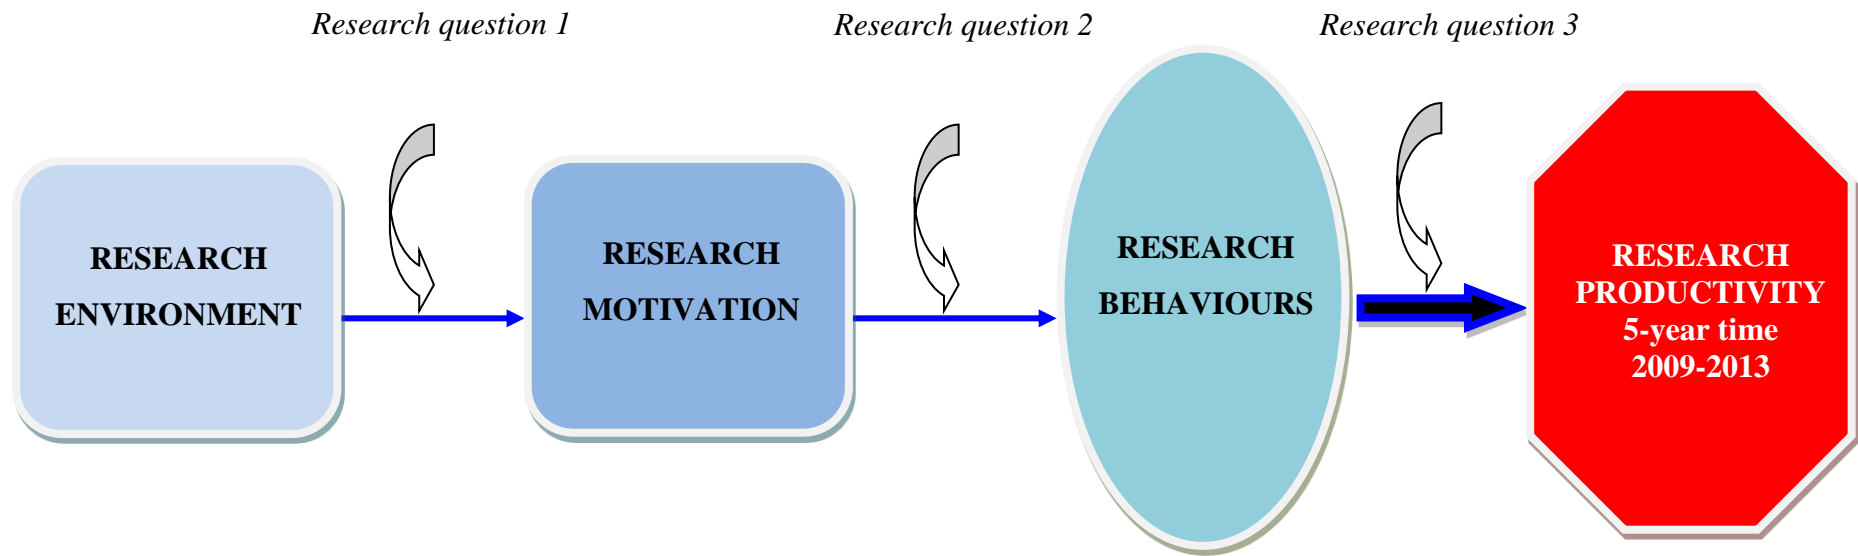 Research question 1
Research question 2
Research question 3
RESEARCH
ENVIRONMENT
RESEARCH
MOTIVATION
RESEARCH
BEHAVIOURS
RESEARCH
PRODUCTIVITY
5-year time
2009-2013